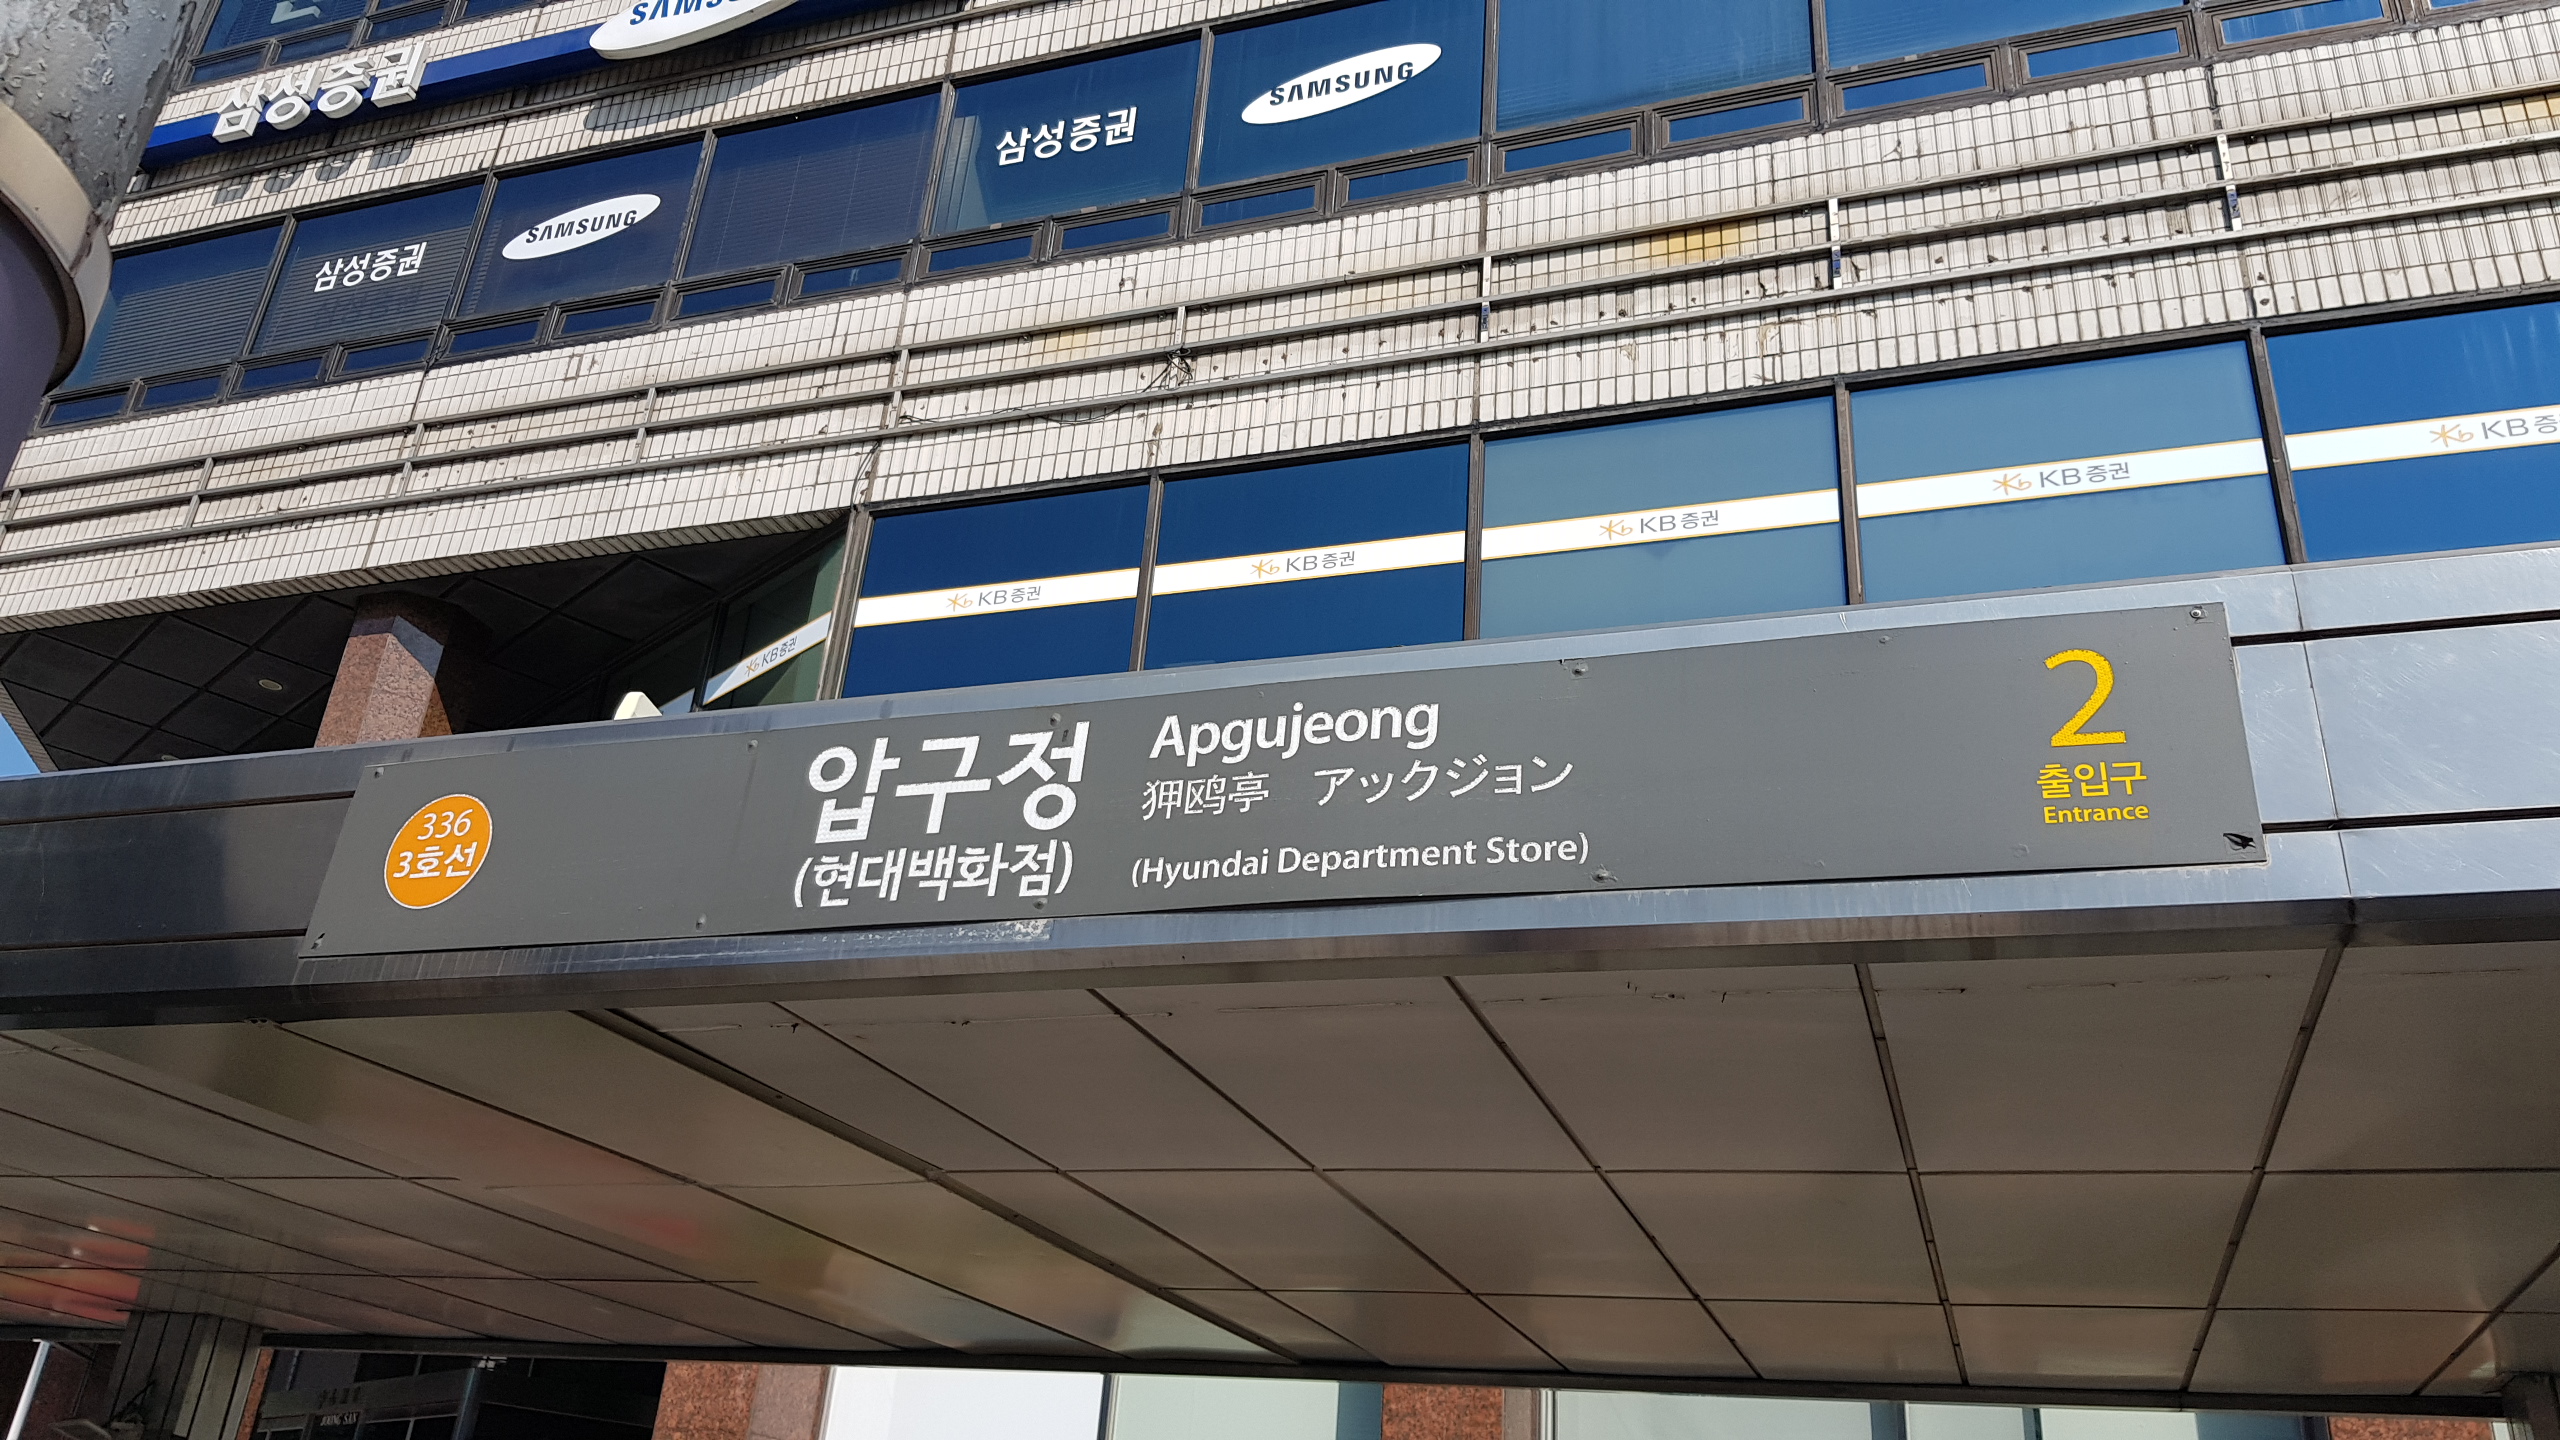 삼성증권
SAMSUNG
삼성증권
SAMSUNG
삼성증권
SAMSUNG
KB증권
KB증권
KB증권
KB증권
KB증권
KB증
336
3호선
압구정
(현대백화점)
Apgujeong
狎鸥亭 アックジョン
(Hyundai Department Store)
2
출입구
Entrance